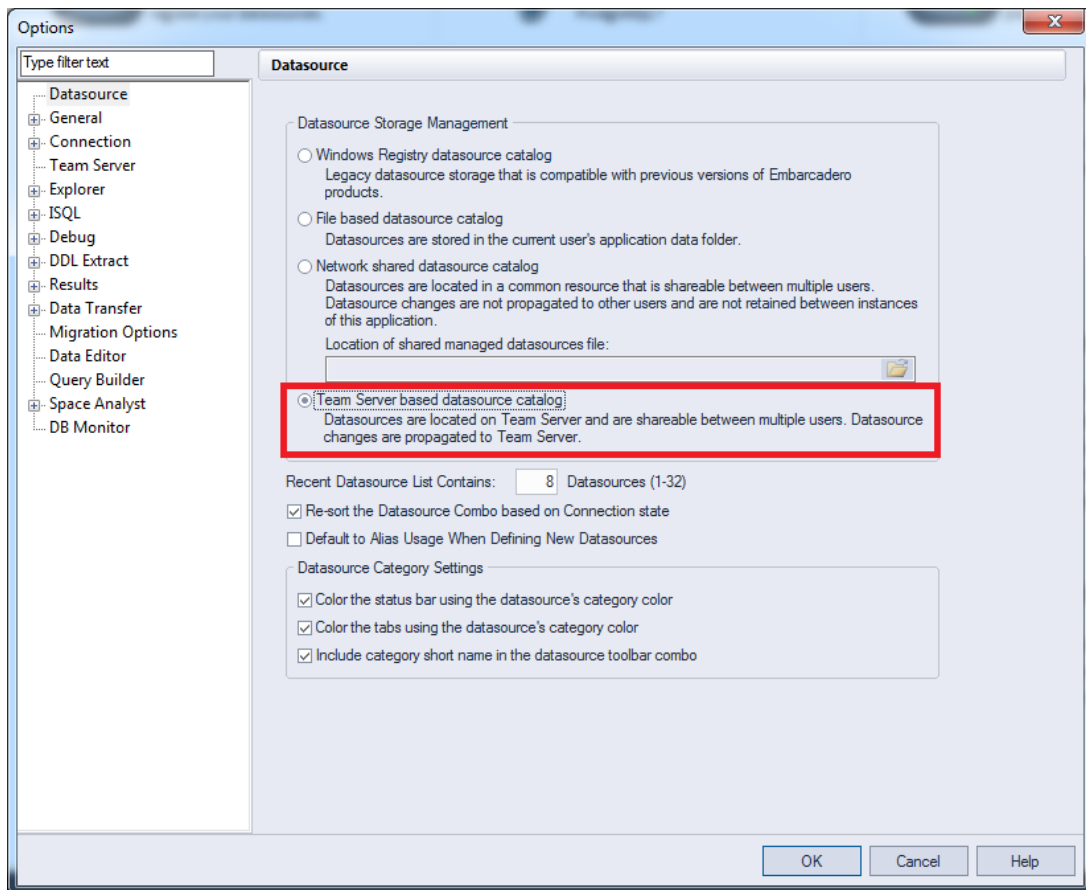 Options
Type filter text
Datasource
Datasource
General
Connection
Team Server
Explorer
ISQL
Debug
DDL Extract
Results
Data Transfer
Migration Options
Data Editor
Query Builder
Space Analyst
DB Monitor
Datasource Storage Management
Windows Registry datasource catalog
Legacy datasource storage that is compatible with previous versions of Embarcadero
products.
File based datasource catalog
Datasources are stored in the current user's application data folder.
Network shared datasource catalog
Datasources are located in a common resource that is shareable between multiple users.
Datasource changes are not propagated to other users and are not retained between instances
of this application.
Location of shared managed datasources file:
Team Server based datasource catalog
Datasources are located on Team Server and are shareable between multiple users. Datasource
changes are propagated to Team Server.
Recent Datasource List Contains: 8 Datasources (1-32)
Re-sort the Datasource Combo based on Connection state
Default to Alias Usage When Defining New Datasources
Datasource Category Settings
Color the status bar using the datasource's category color
Color the tabs using the datasource's category color
Include category short name in the datasource toolbar combo
OK Cancel Help